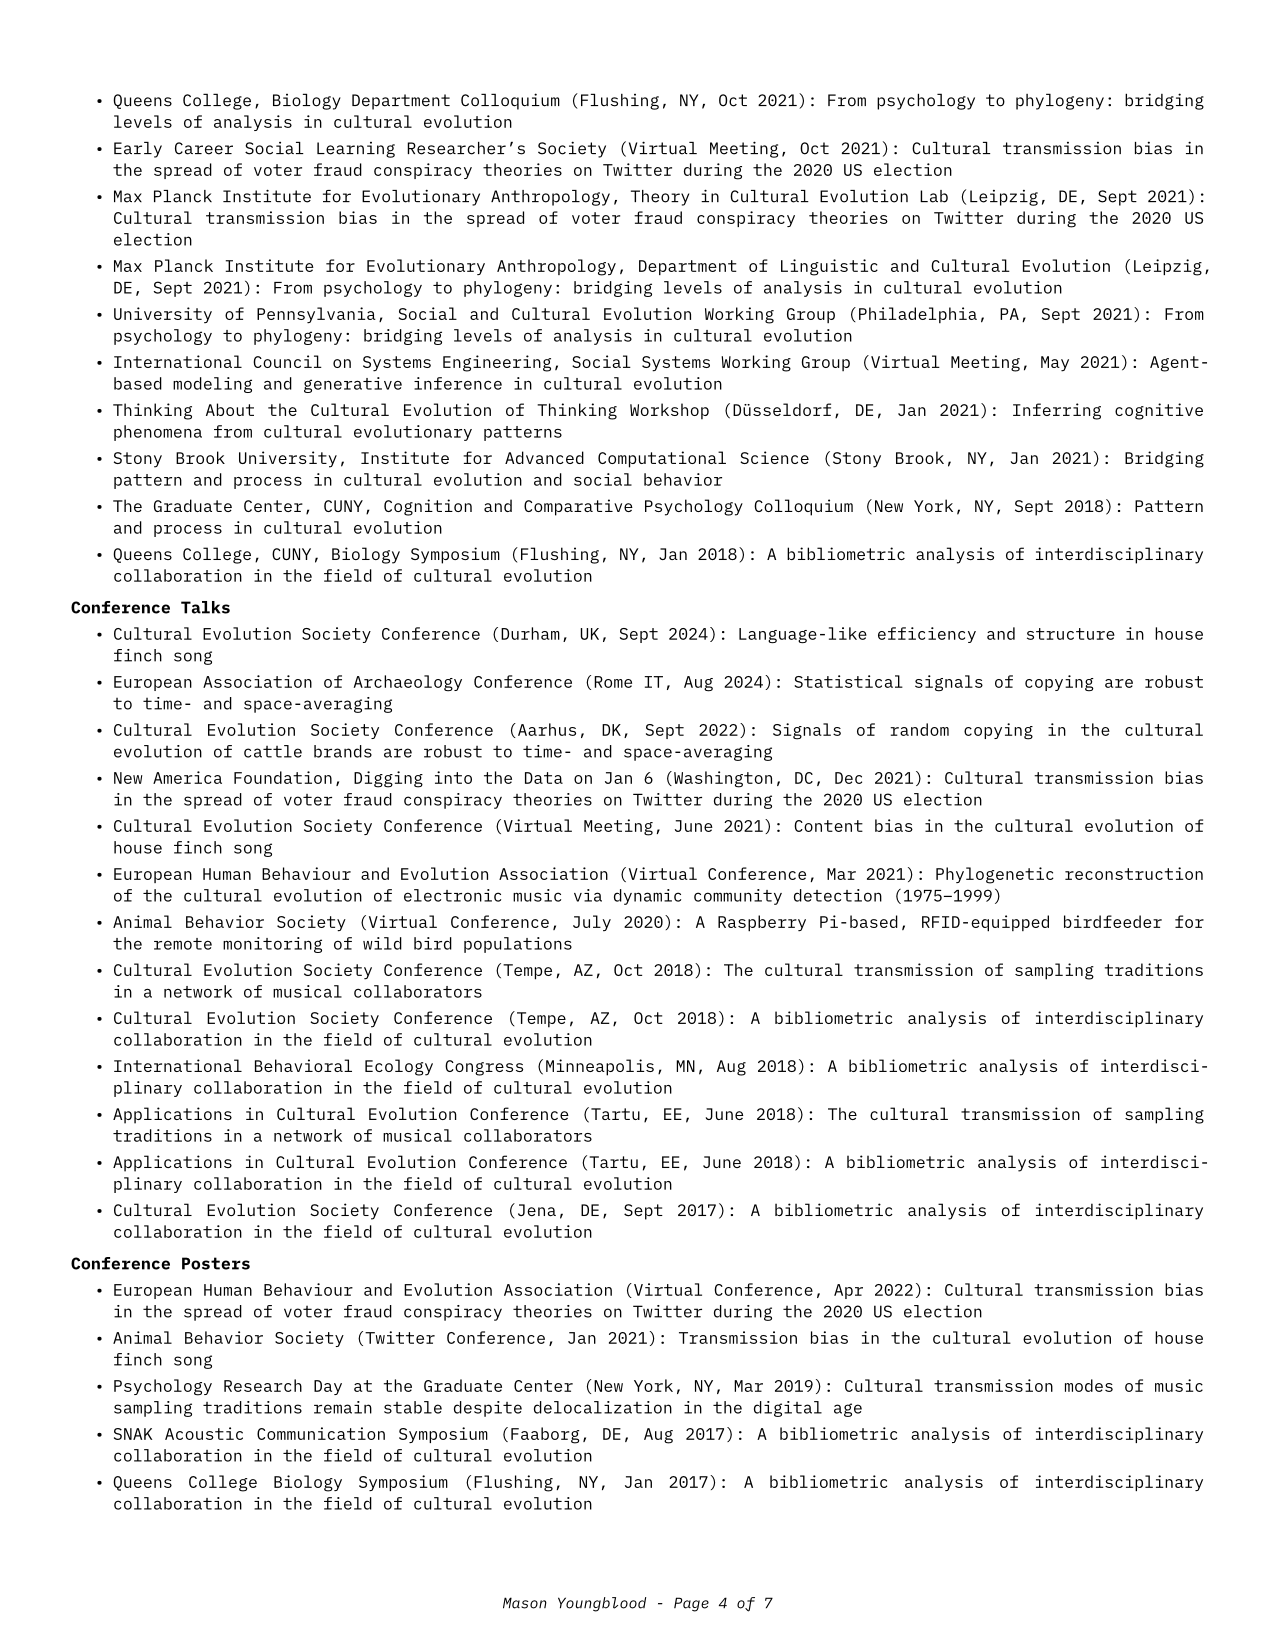 • Queens College, Biology Department Colloquium (Flushing, NY, Oct 2021): From psychology to phylogeny: bridging
levels of analysis in cultural evolution
• Early Career Social Learning Researcher’s Society (Virtual Meeting, Oct 2021): Cultural transmission bias in
the spread of voter fraud conspiracy theories on Twitter during the 2020 US election
• Max Planck Institute for Evolutionary Anthropology, Theory in Cultural Evolution Lab (Leipzig, DE, Sept 2021):
Cultural transmission bias in the spread of voter fraud conspiracy theories on Twitter during the 2020 US
election
• Max Planck Institute for Evolutionary Anthropology, Department of Linguistic and Cultural Evolution (Leipzig,
DE, Sept 2021): From psychology to phylogeny: bridging levels of analysis in cultural evolution
• University of Pennsylvania, Social and Cultural Evolution Working Group (Philadelphia, PA, Sept 2021): From
psychology to phylogeny: bridging levels of analysis in cultural evolution
• International Council on Systems Engineering, Social Systems Working Group (Virtual Meeting, May 2021): Agent-
based modeling and generative inference in cultural evolution
• Thinking About the Cultural Evolution of Thinking Workshop (Düsseldorf, DE, Jan 2021): Inferring cognitive
phenomena from cultural evolutionary patterns
• Stony Brook University, Institute for Advanced Computational Science (Stony Brook, NY, Jan 2021): Bridging
pattern and process in cultural evolution and social behavior
• The Graduate Center, CUNY, Cognition and Comparative Psychology Colloquium (New York, NY, Sept 2018): Pattern
and process in cultural evolution
• Queens College, CUNY, Biology Symposium (Flushing, NY, Jan 2018): A bibliometric analysis of interdisciplinary
collaboration in the field of cultural evolution
Conference Talks
• Cultural Evolution Society Conference (Durham, UK, Sept 2024): Language-like efficiency and structure in house
finch song
• European Association of Archaeology Conference (Rome IT, Aug 2024): Statistical signals of copying are robust
to time- and space-averaging
• Cultural Evolution Society Conference (Aarhus, DK, Sept 2022): Signals of random copying in the cultural
evolution of cattle brands are robust to time- and space-averaging
• New America Foundation, Digging into the Data on Jan 6 (Washington, DC, Dec 2021): Cultural transmission bias
in the spread of voter fraud conspiracy theories on Twitter during the 2020 US election
• Cultural Evolution Society Conference (Virtual Meeting, June 2021): Content bias in the cultural evolution of
house finch song
• European Human Behaviour and Evolution Association (Virtual Conference, Mar 2021): Phylogenetic reconstruction
of the cultural evolution of electronic music via dynamic community detection (1975–1999)
• Animal Behavior Society (Virtual Conference, July 2020): A Raspberry Pi-based, RFID-equipped birdfeeder for
the remote monitoring of wild bird populations
• Cultural Evolution Society Conference (Tempe, AZ, Oct 2018): The cultural transmission of sampling traditions
in a network of musical collaborators
• Cultural Evolution Society Conference (Tempe, AZ, Oct 2018): A bibliometric analysis of interdisciplinary
collaboration in the field of cultural evolution
• International Behavioral Ecology Congress (Minneapolis, MN, Aug 2018): A bibliometric analysis of interdisci-
plinary collaboration in the field of cultural evolution
• Applications in Cultural Evolution Conference (Tartu, EE, June 2018): The cultural transmission of sampling
traditions in a network of musical collaborators
• Applications in Cultural Evolution Conference (Tartu, EE, June 2018): A bibliometric analysis of interdisci-
plinary collaboration in the field of cultural evolution
• Cultural Evolution Society Conference (Jena, DE, Sept 2017): A bibliometric analysis of interdisciplinary
collaboration in the field of cultural evolution
Conference Posters
• European Human Behaviour and Evolution Association (Virtual Conference, Apr 2022): Cultural transmission bias
in the spread of voter fraud conspiracy theories on Twitter during the 2020 US election
• Animal Behavior Society (Twitter Conference, Jan 2021): Transmission bias in the cultural evolution of house
finch song
• Psychology Research Day at the Graduate Center (New York, NY, Mar 2019): Cultural transmission modes of music
sampling traditions remain stable despite delocalization in the digital age
• SNAK Acoustic Communication Symposium (Faaborg, DE, Aug 2017): A bibliometric analysis of interdisciplinary
collaboration in the field of cultural evolution
• Queens College Biology Symposium (Flushing, NY, Jan 2017): A bibliometric analysis of interdisciplinary
collaboration in the field of cultural evolution
Mason Youngblood - Page 4 of 7